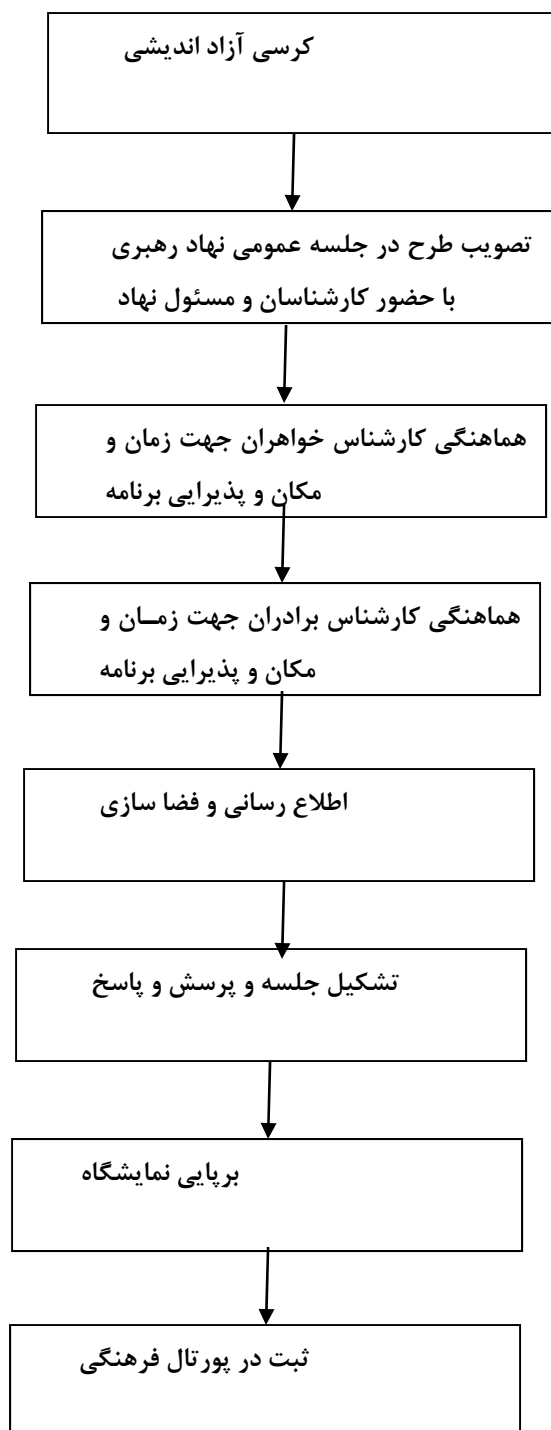 کرسی آزاد اندیشی
تصویب طرح در جلسه عمومی نهاد رهبری
با حضور کارشناسان و مسئول نهاد
هماهنگی کارشناس خواهران جهت زمان و
مکان و پذیرایی برنامه
هماهنگی کارشناس برادران جهت زمــان و
مکان و پذیرایی برنامه
اطلاع رسانی و فضا سازی
تشکیل جلسه و پرسش و پاسخ
برپایی نمایشگاه
ثبت در پورتال فرهنگی